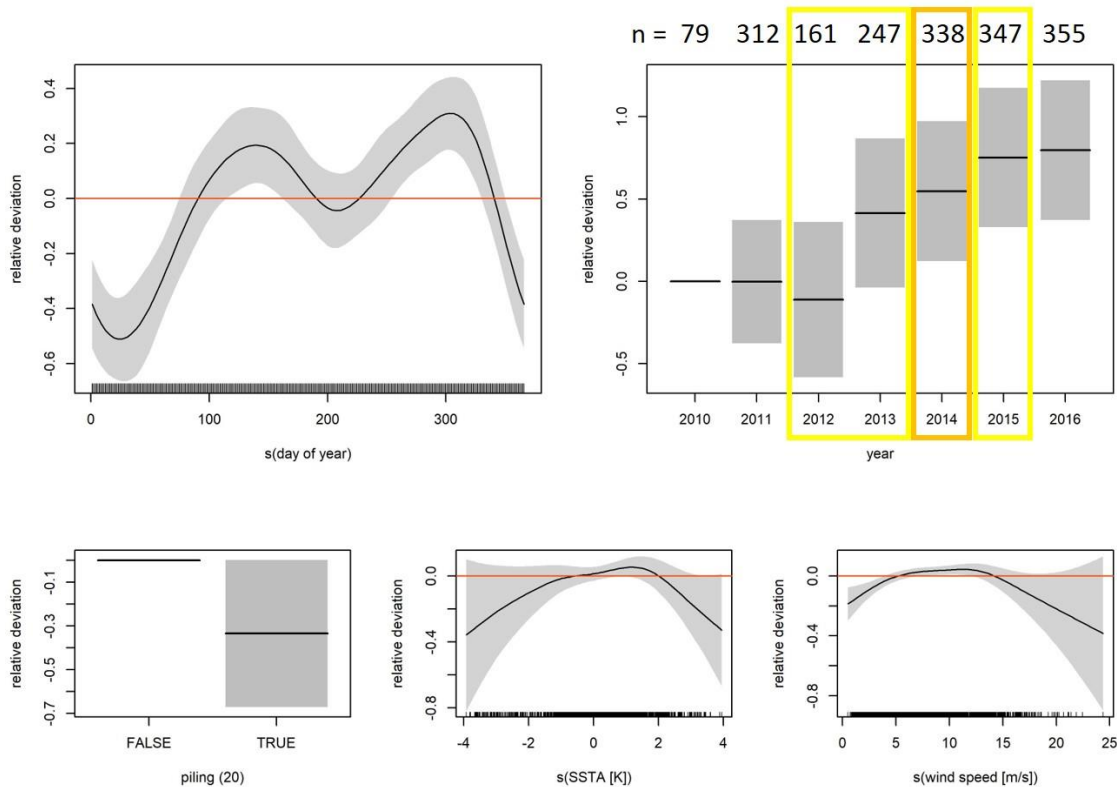 n = 79 312 161 247 338 347 355
relative deviation
0.4
0.2
0.0
-0.2
-0.4
-0.6
0 100 200 300
s(day of year)
relative deviation
1.0
0.5
0.0
-0.5
2010 2011 2012 2013 2014 2015 2016
year
relative deviation
-0.1
-0.3
-0.5
-0.7
FALSE TRUE
piling (20)
relative deviation
0.0
-0.4
-0.8
-4 -2 0 2 4
s(SSTA [K])
relative deviation
0.0
-0.4
-0.8
0 5 10 15 20 25
s(wind speed [m/s])